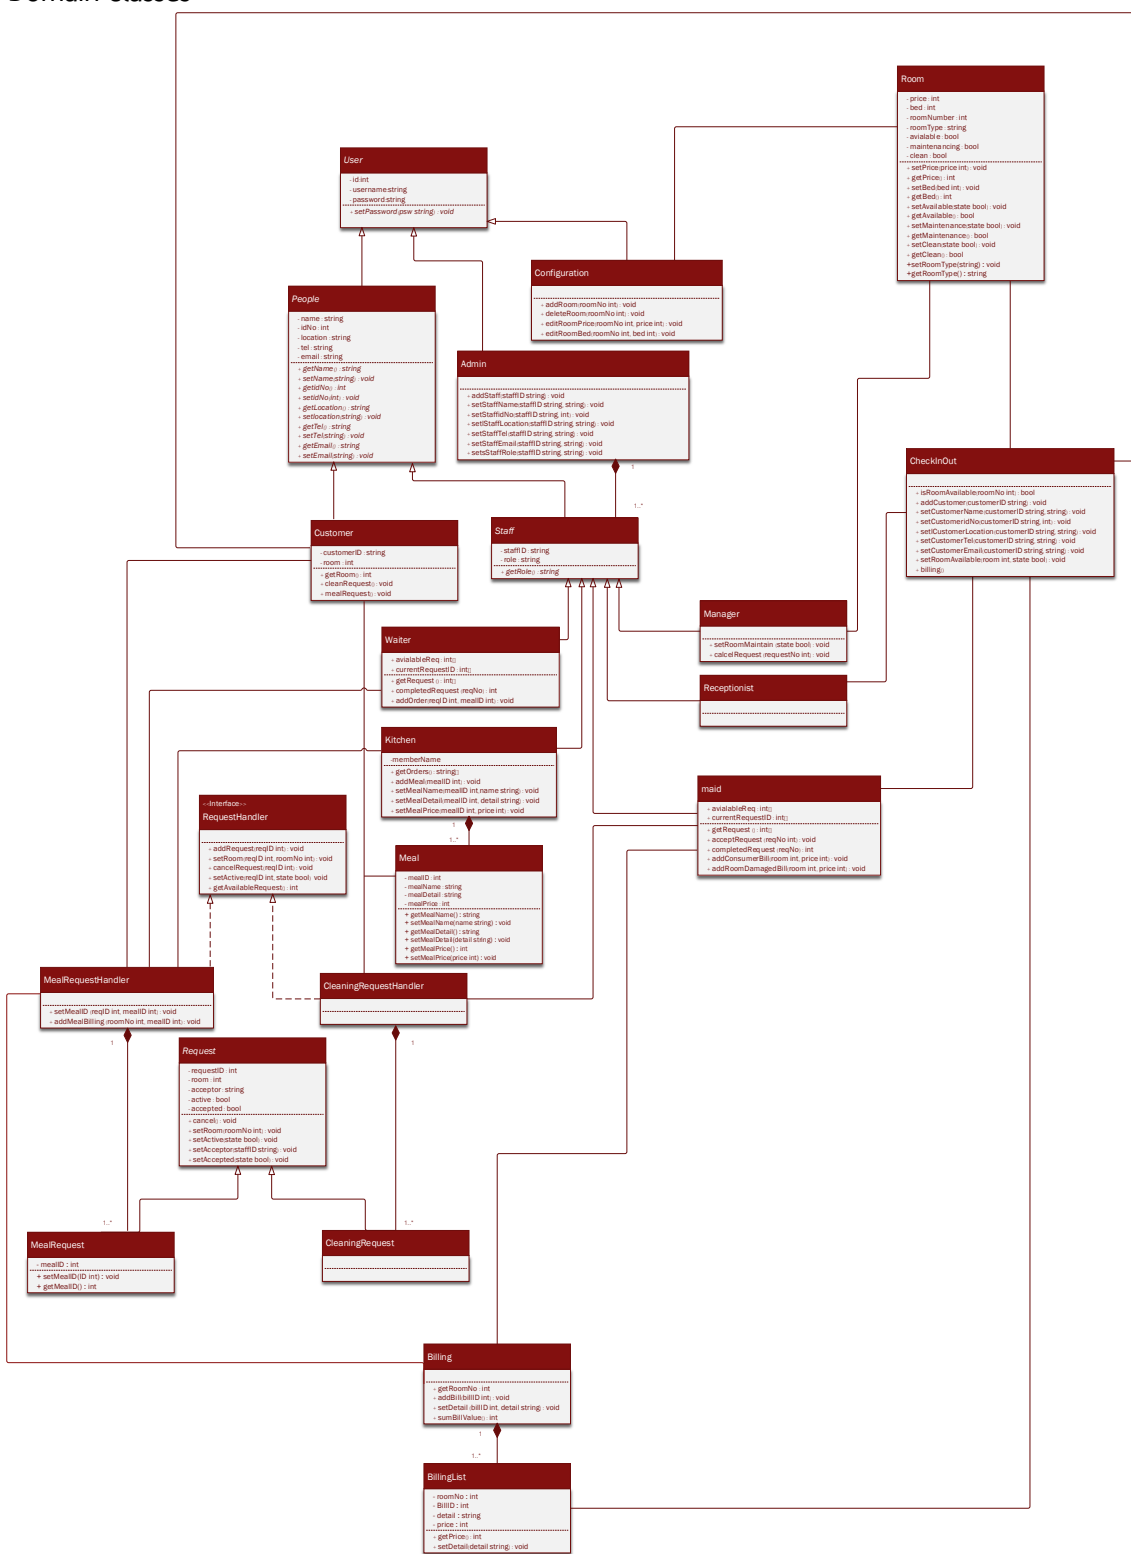 Domain Classes
Room
- price : int
- bed : int
- roomNumber : int
- roomType : string
- avialable : bool
- maintenancing : bool
- clean : bool
+ setPrice(price int) : void
+ getPrice() : int
+ setBed(bed int) : void
+ getBed() : int
+ setAvailable(state bool) : void
+ getAvailable() : bool
+ setMaintenance(state bool) : void
+ getMaintenance() : bool
+ setClean(state bool) : void
+ getClean() : bool
+setRoomType(string) : void
+getRoomType() : string
User
- id:int
- username:string
- password:string
+ setPassword(psw string) : void
Configuration
+ addRoom(roomNo int) : void
+ deleteRoom(roomNo int) : void
+ editRoomPrice(roomNo int, price int) : void
+ editRoomBed(roomNo int, bed int) : void
People
- name : string
- idNo : int
- location : string
- tel : string
- email : string
+ getName() : string
+ setName(string) : void
+ getidNo() : int
+ setidNo(int) : void
+ getLocation() : string
+ setlocation(string) : void
+ getTel() : string
+ setTel(string) : void
+ getEmail() : string
+ setEmail(string) : void
Admin
+ addStaff(staffID string) : void
+ setStaffName(staffID string, string) : void
+ setStaffidNo(staffID string, int) : void
+ setlStaffLocation(staffID string, string) : void
+ setStaffTel(staffID string, string) : void
+ setStaffEmail(staffID string, string) : void
+ setsStaffRole(staffID string, string) : void
1
1..*
CheckInOut
+ isRoomAvailable(roomNo int) : bool
+ addCustomer(customerID string) : void
+ setCustomerName(customerID string, string) : void
+ setCustomeridNo(customerID string, int) : void
+ setlCustomerLocation(customerID string, string) : void
+ setCustomerTel(customerID string, string) : void
+ setCustomerEmail(customerID string, string) : void
+ setRoomAvailable(room int, state bool) : void
+ billing()
Customer
- customerID : string
- room : int
+ getRoom() : int
+ cleanRequest() : void
+ mealRequest() : void
Staff
- staffID : string
- role : string
+ getRole() : string
Manager
+ setRoomMaintain (state bool) : void
+ calcelRequest (requestNo int) : void
Waiter
+ avialableReq : int[]
+ currentRequestID : int[]
+ getRequest () : int[]
+ completedRequest (reqNo) : int
+ addOrder(reqID int, mealID int) : void
Receptionist
Kitchen
-memberName
+ getOrders() : string[]
+ addMeal(mealID int) : void
+ setMealName(mealID int,name string) : void
+ setMealDetail(mealID int, detail string) : void
+ setMealPrice(mealID int, price int) : void
1
1..*
maid
+ avialableReq : int[]
+ currentRequestID : int[]
+ getRequest () : int[]
+ acceptRequest (reqNo int) : void
+ completedRequest (reqNo) : int
+ addConsumerBill(room int, price int) : void
+ addRoomDamagedBill(room int, price int) : void
<<Interface>>
RequestHandler
+ addRequest(reqID int) : void
+ setRoom(reqID int, roomNo int) : void
+ cancelRequest(reqID int) : void
+ setActive(reqID int, state bool) : void
+ getAvailableRequest() : int
Meal
- mealID : int
- mealName : string
- mealDetail : string
- mealPrice : int
+ getMealName() : string
+ setMealName(name string) : void
+ getMealDetail() : string
+ setMealDetail(detail string) : void
+ getMealPrice() : int
+ setMealPrice(price int) : void
MealRequestHandler
+ setMealID (reqID int, mealID int) : void
+ addMealBilling (roomNo int, mealID int) : void
1
CleaningRequestHandler
1
Request
- requestID : int
- room : int
- acceptor : string
- active : bool
- accepted : bool
+ cancel() : void
+ setRoom(roomNo int) : void
+ setActive(state bool) : void
+ setAcceptor(staffID string) : void
+ setAccepted(state bool) : void
1..*
1..*
MealRequest
- mealID : int
+ setMealID(ID int) : void
+ getMealID() : int
CleaningRequest
Billing
+ getRoomNo : int
+ addBill(billID int) : void
+ setDetail (billID int, detail string) : void
+ sumBillValue() : int
1
1..*
BillingList
- roomNo : int
- BillID : int
- detail : string
- price : int
+ getPrice() : int
+ setDetail(detail string) : void